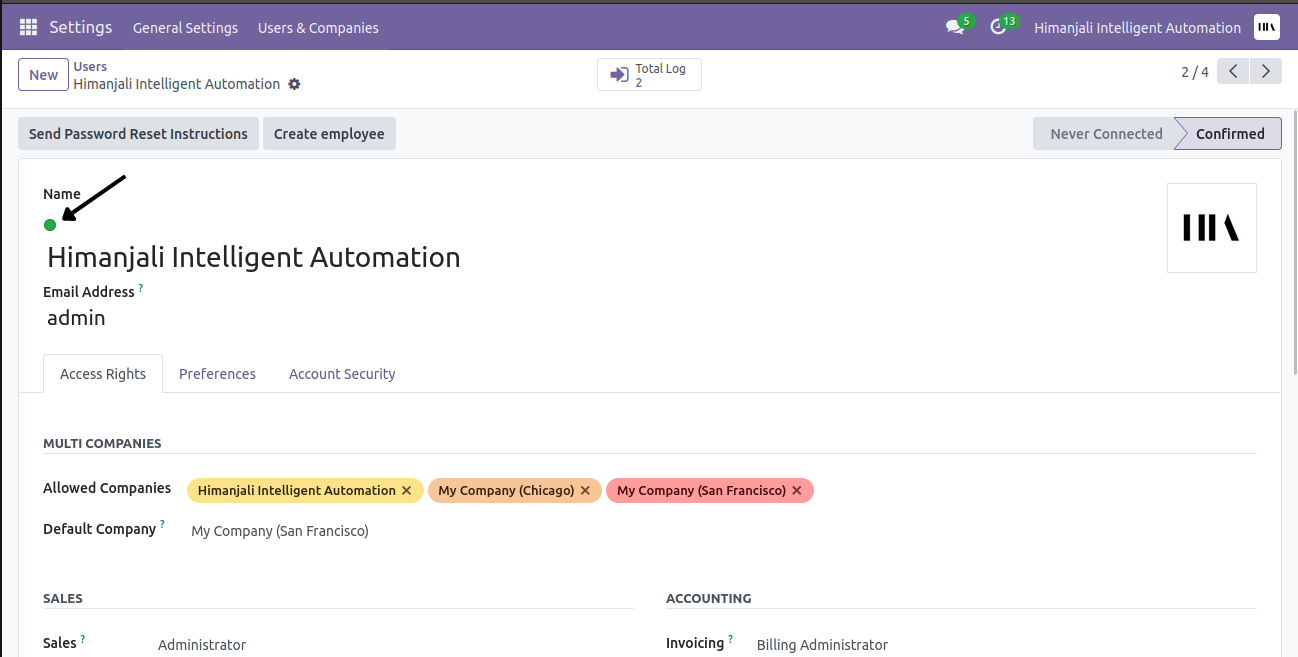 Settings General Settings Users & Companies 5 13 Himanjali Intelligent Automation
New Users Total Log 2 / 4
Himanjali Intelligent Automation 2
Send Password Reset Instructions Create employee Never Connected Confirmed
Name
Himanjali Intelligent Automation
Email Address ?
admin
Access Rights Preferences Account Security
MULTI COMPANIES
Allowed Companies Himanjali Intelligent Automation × My Company (Chicago) × My Company (San Francisco) ×
Default Company ? My Company (San Francisco)
SALES ACCOUNTING
Sales ? Administrator Invoicing ? Billing Administrator